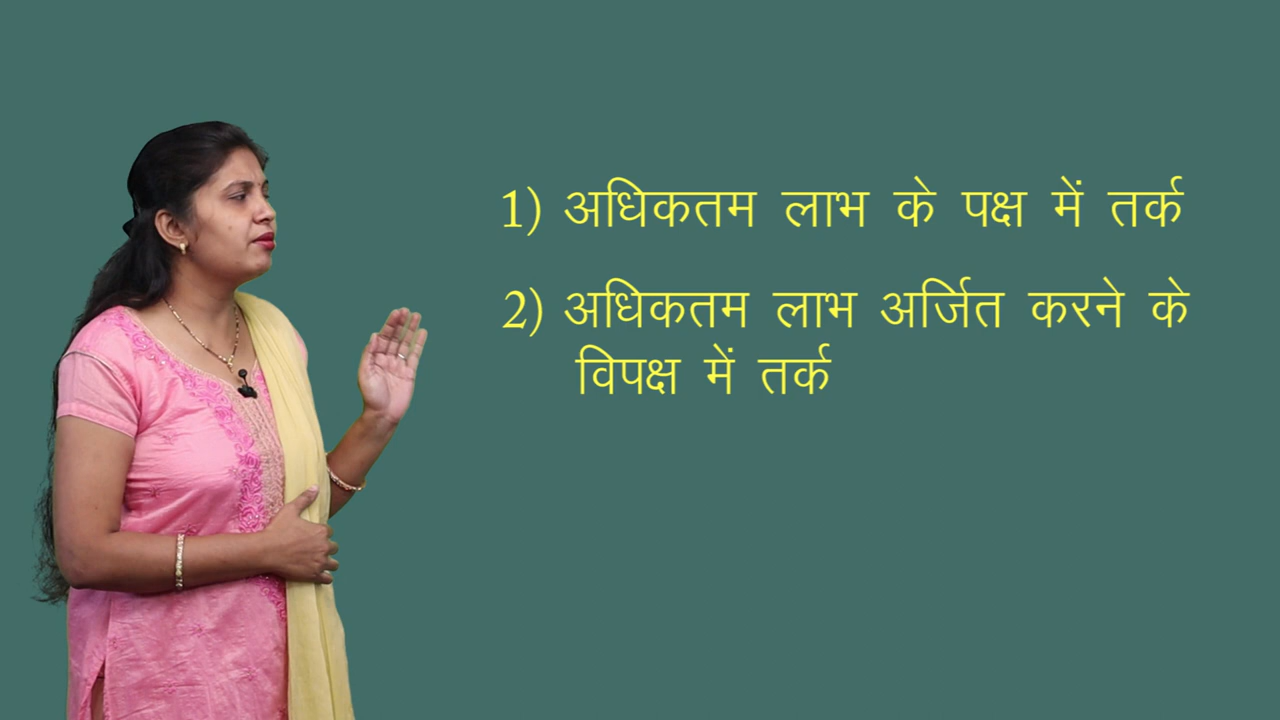 1) अधिकतम लाभ के पक्ष में तर्क
2) अधिकतम लाभ अर्जित करने के
विपक्ष में तर्क